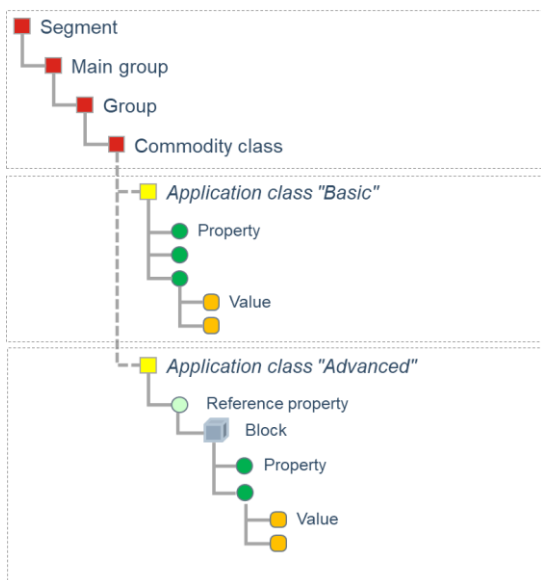 Segment
Main group
Group
Commodity class
Application class "Basic"
Property
Value
Application class "Advanced"
Reference property
Block
Property
Value